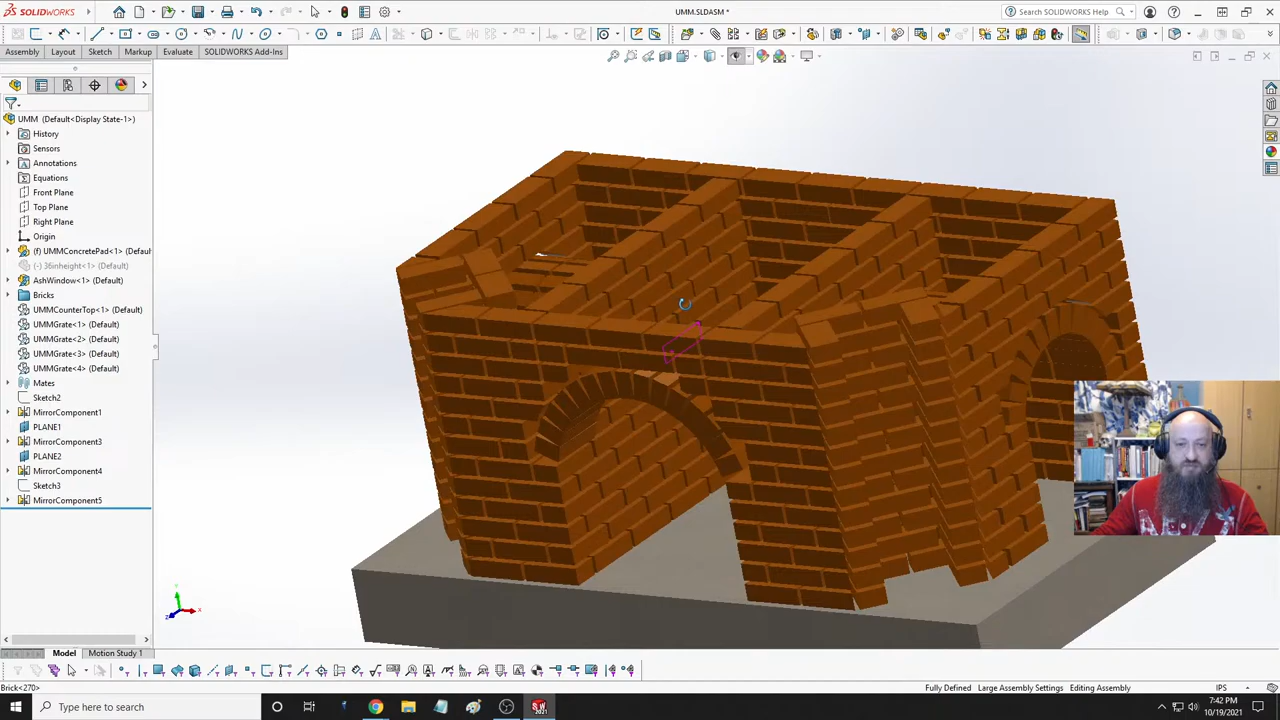 SOLIDWORKS
UMM.SLDASM *
Search SOLIDWORKS Help
Assembly
Layout
Sketch
Markup
Evaluate
SOLIDWORKS Add-Ins
UMM (Default<Display State-1>)
History
Sensors
Annotations
Equations
Front Plane
Top Plane
Right Plane
Origin
(f) UMMConcretePad<1> (Defau
(-) 36inheight<1> (Default)
AshWindow<1> (Default)
Bricks
UMMCounterTop<1> (Default)
UMMGrate<1> (Default)
UMMGrate<2> (Default)
UMMGrate<3> (Default)
UMMGrate<4> (Default)
Mates
Sketch2
MirrorComponent1
PLANE1
MirrorComponent3
PLANE2
MirrorComponent4
Sketch3
MirrorComponent5
Model
Motion Study 1
Brick<270>
Fully Defined
Large Assembly Settings
Editing Assembly
IPS
Type here to search
7:42 PM
10/19/2021